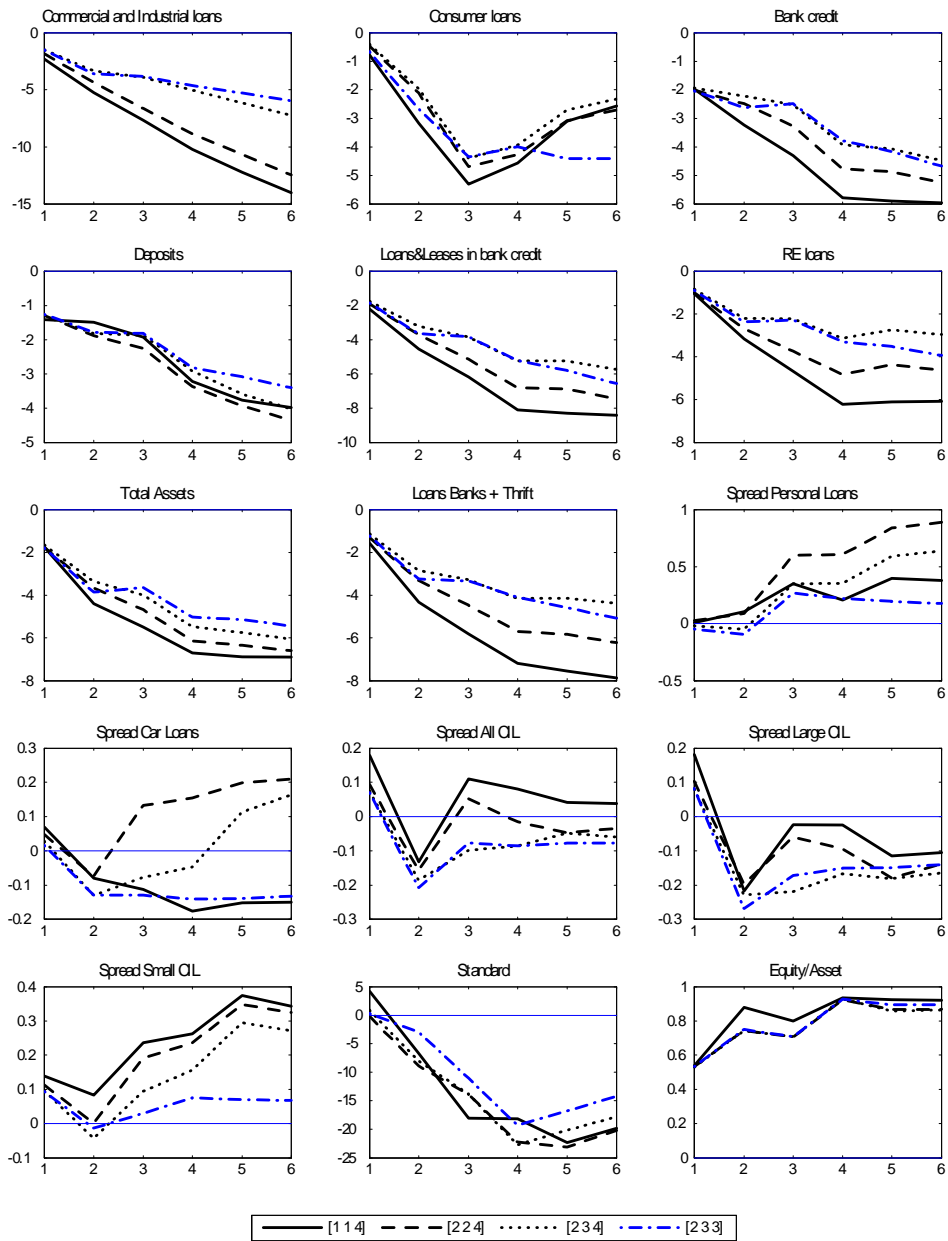 Commercial and Industrial loans
Consumer loans
Bank credit
0
-5
-10
-15
1 2 3 4 5 6
0
-1
-2
-3
-4
-5
-6
1 2 3 4 5 6
0
-1
-2
-3
-4
-5
-6
1 2 3 4 5 6
Deposits
Loans&Leases in bank credit
RE loans
0
-1
-2
-3
-4
-5
1 2 3 4 5 6
0
-2
-4
-6
-8
-10
1 2 3 4 5 6
0
-2
-4
-6
-8
1 2 3 4 5 6
Total Assets
Loans Banks + Thrift
Spread Personal Loans
0
-2
-4
-6
-8
1 2 3 4 5 6
0
-2
-4
-6
-8
1 2 3 4 5 6
1
0.5
0
-0.5
1 2 3 4 5 6
Spread Car Loans
Spread All CIL
Spread Large CIL
0.3
0.2
0.1
0
-0.1
-0.2
1 2 3 4 5 6
0.2
0.1
0
-0.1
-0.2
-0.3
1 2 3 4 5 6
0.2
0.1
0
-0.1
-0.2
-0.3
1 2 3 4 5 6
Spread Small CIL
Standard
Equity/Asset
0.4
0.3
0.2
0.1
0
-0.1
1 2 3 4 5 6
5
0
-5
-10
-15
-20
-25
1 2 3 4 5 6
1
0.8
0.6
0.4
0.2
0
1 2 3 4 5 6
[1 1 4] [2 2 4] [2 3 4] [2 3 3]